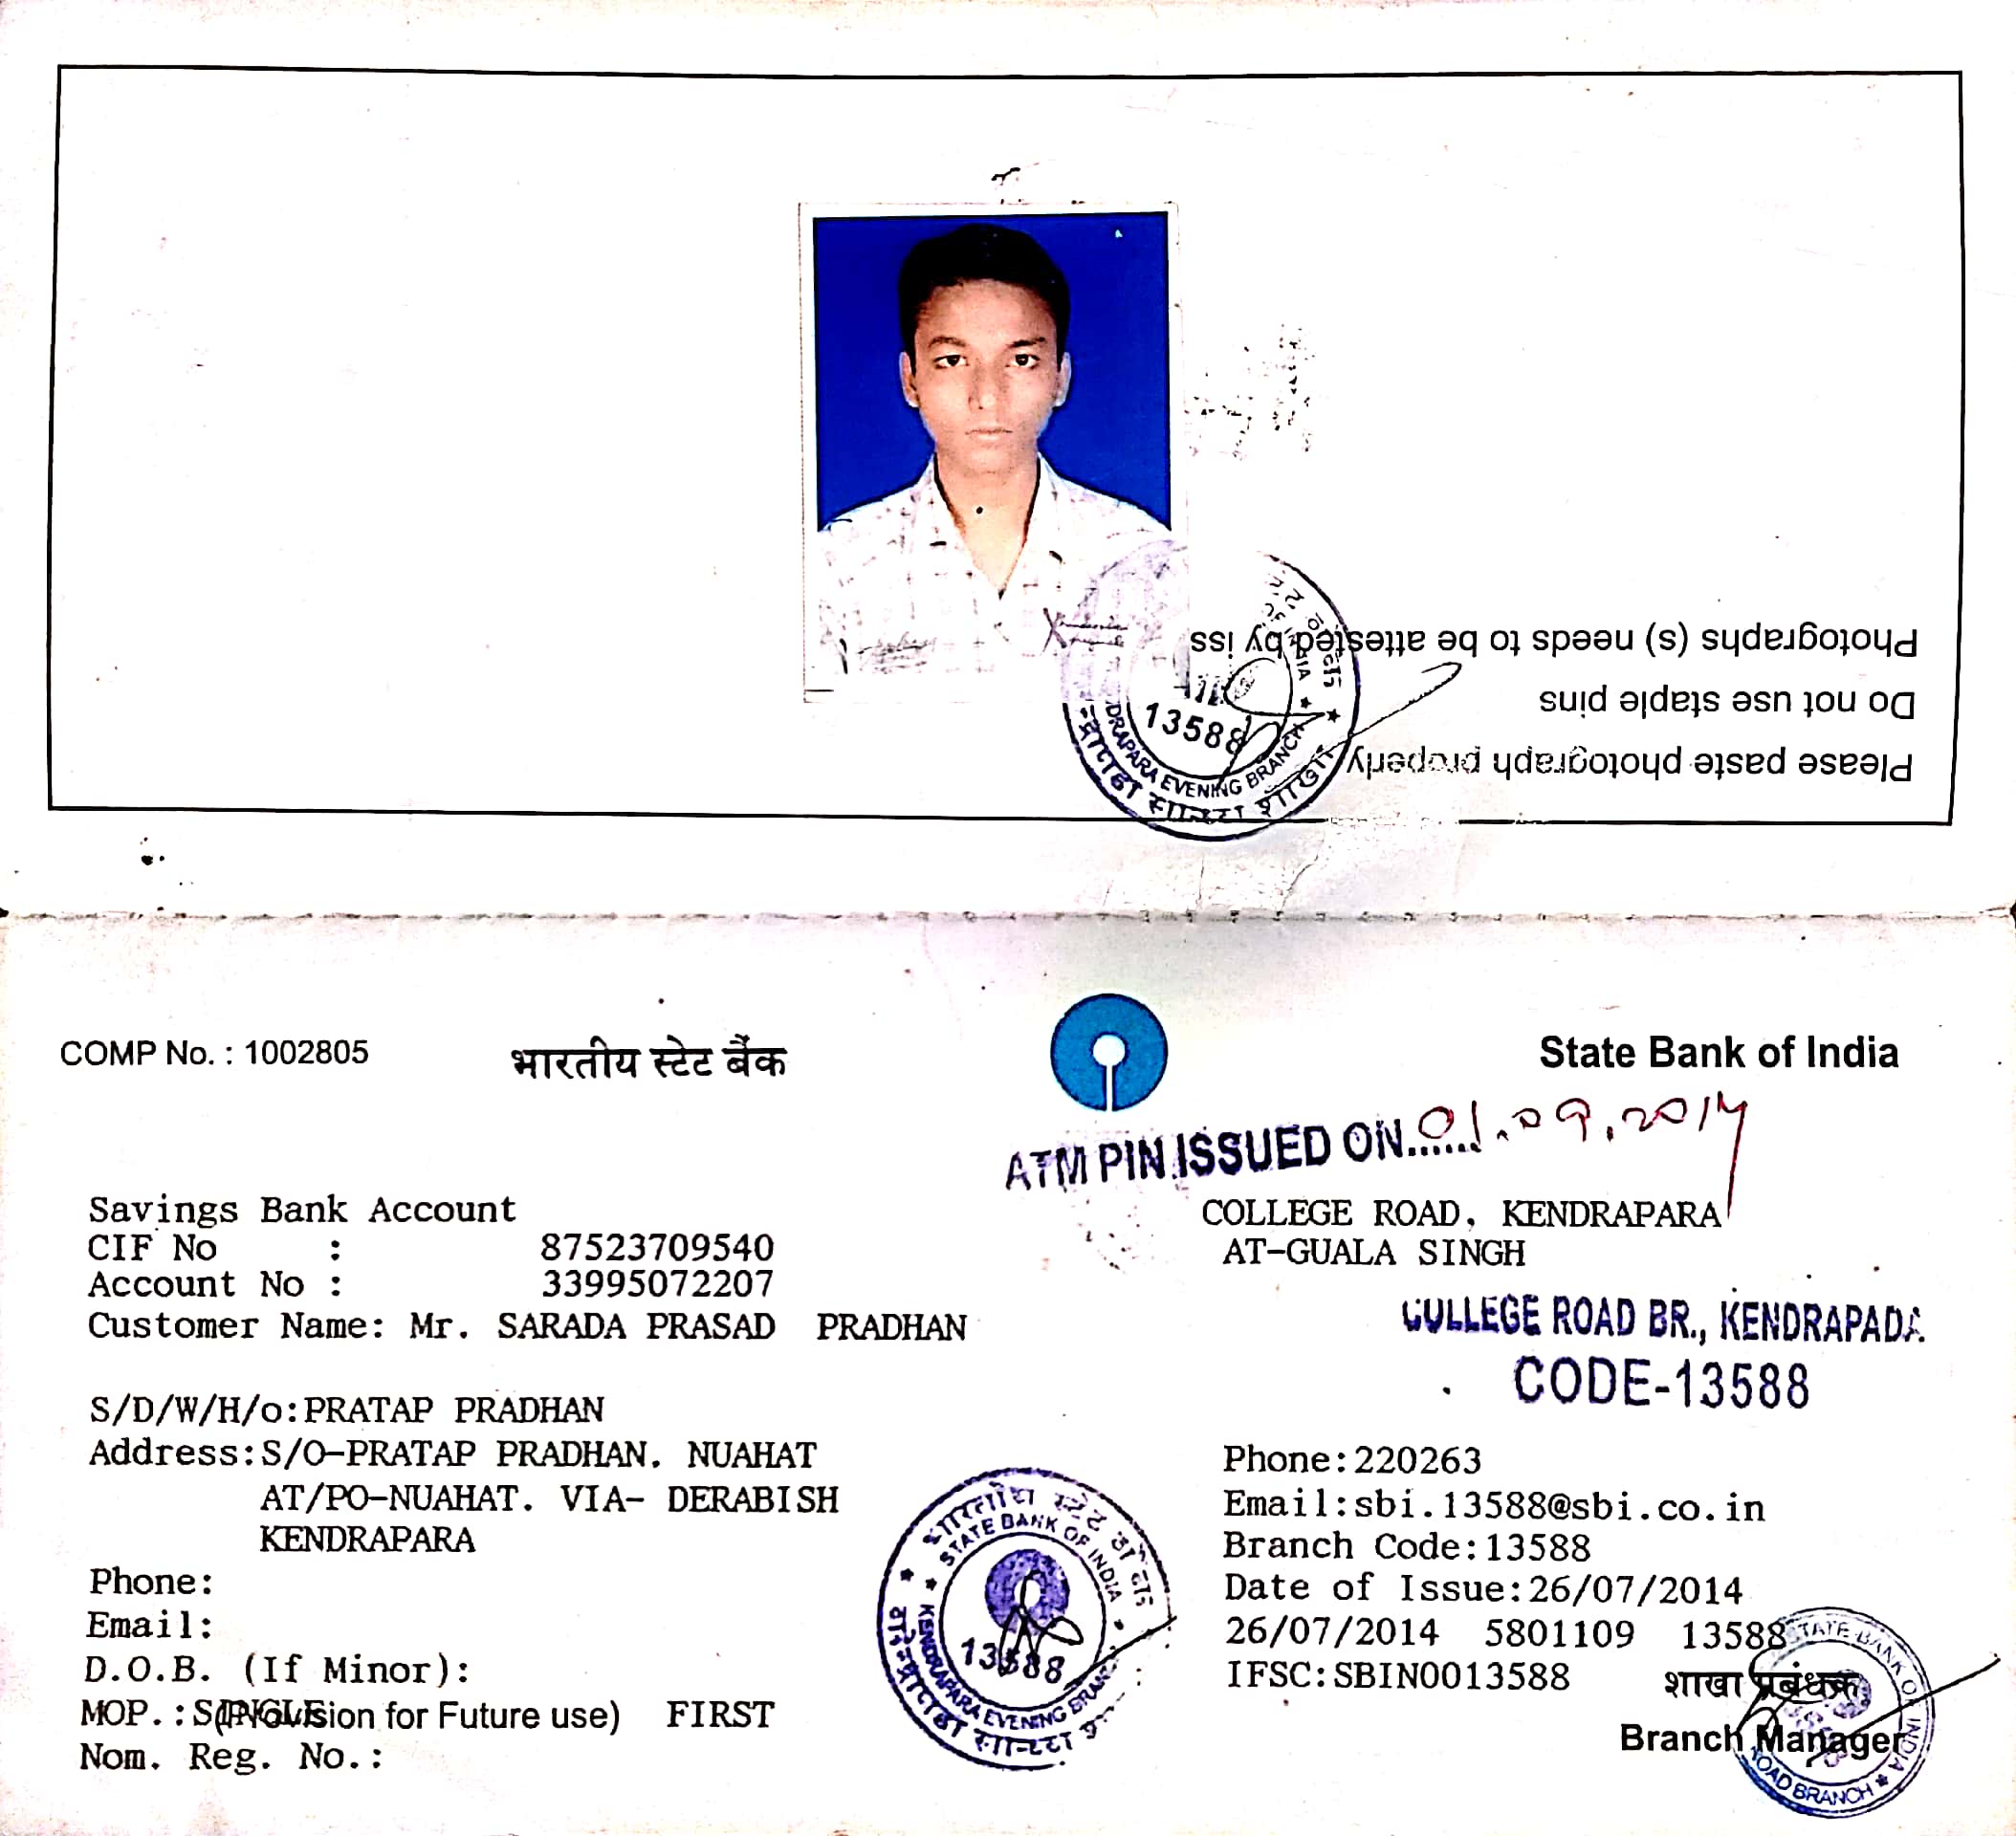 Photographs (s) needs to be attested by iss
Do not use staple pins
Please paste photograph properly
13588
DRAPARA EVENING BRANCH
COMP No. : 1002805
भारतीय स्टेट बैंक
State Bank of India
ATM PIN ISSUED ON...... 01.09.2014
Savings Bank Account
CIF No : 87523709540
Account No : 33995072207
Customer Name: Mr. SARADA PRASAD PRADHAN
S/D/W/H/o:PRATAP PRADHAN
Address:S/O-PRATAP PRADHAN. NUAHAT
AT/PO-NUAHAT. VIA- DERABISH
KENDRAPARA
Phone:
Email:
D.O.B. (If Minor):
MOP.:SINGLE (Provision for Future use) FIRST
Nom. Reg. No.:
STATE BANK OF INDIA
13588
KENDRAPARA EVENING BRAN
COLLEGE ROAD, KENDRAPARA
AT-GUALA SINGH
COLLEGE ROAD BR., KENDRAPADA
CODE-13588
Phone:220263
Email:sbi.13588@sbi.co.in
Branch Code:13588
Date of Issue:26/07/2014
26/07/2014 5801109 13588
IFSC:SBIN0013588
शाखा प्रबंधक
Branch Manager
STATE BANK OF INDIA
ROAD BRANCH